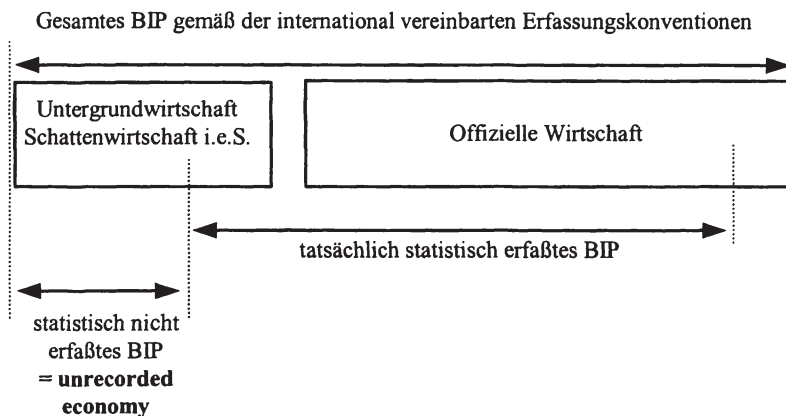 Gesamtes BIP gemäß der international vereinbarten Erfassungskonventionen
Untergrundwirtschaft
Schattenwirtschaft i.e.S.
Offizielle Wirtschaft
tatsächlich statistisch erfaßtes BIP
statistisch nicht
erfaßtes BIP
= unrecorded
economy